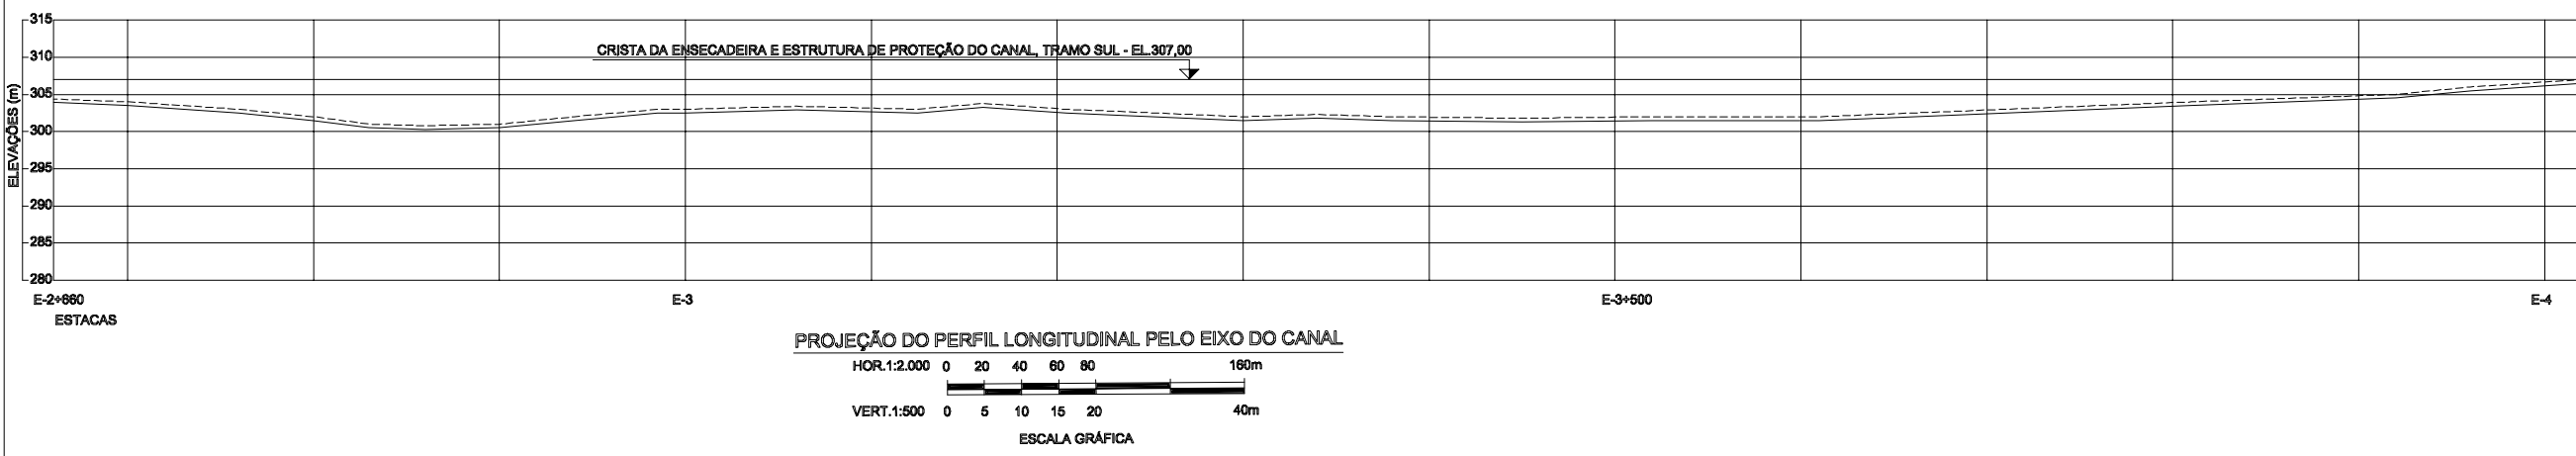 315
CRISTA DA ENSECADEIRA E ESTRUTURA DE PROTEÇÃO DO CANAL, TRAMO SUL - EL.307,00
310
305
300
295
290
285
280
ELEVAÇÕES (m)
E-2+660 E-3 E-3+500 E-4
ESTACAS
PROJEÇÃO DO PERFIL LONGITUDINAL PELO EIXO DO CANAL
HOR.1:2.000 0 20 40 60 80 160m
VERT.1:500 0 5 10 15 20 40m
ESCALA GRÁFICA